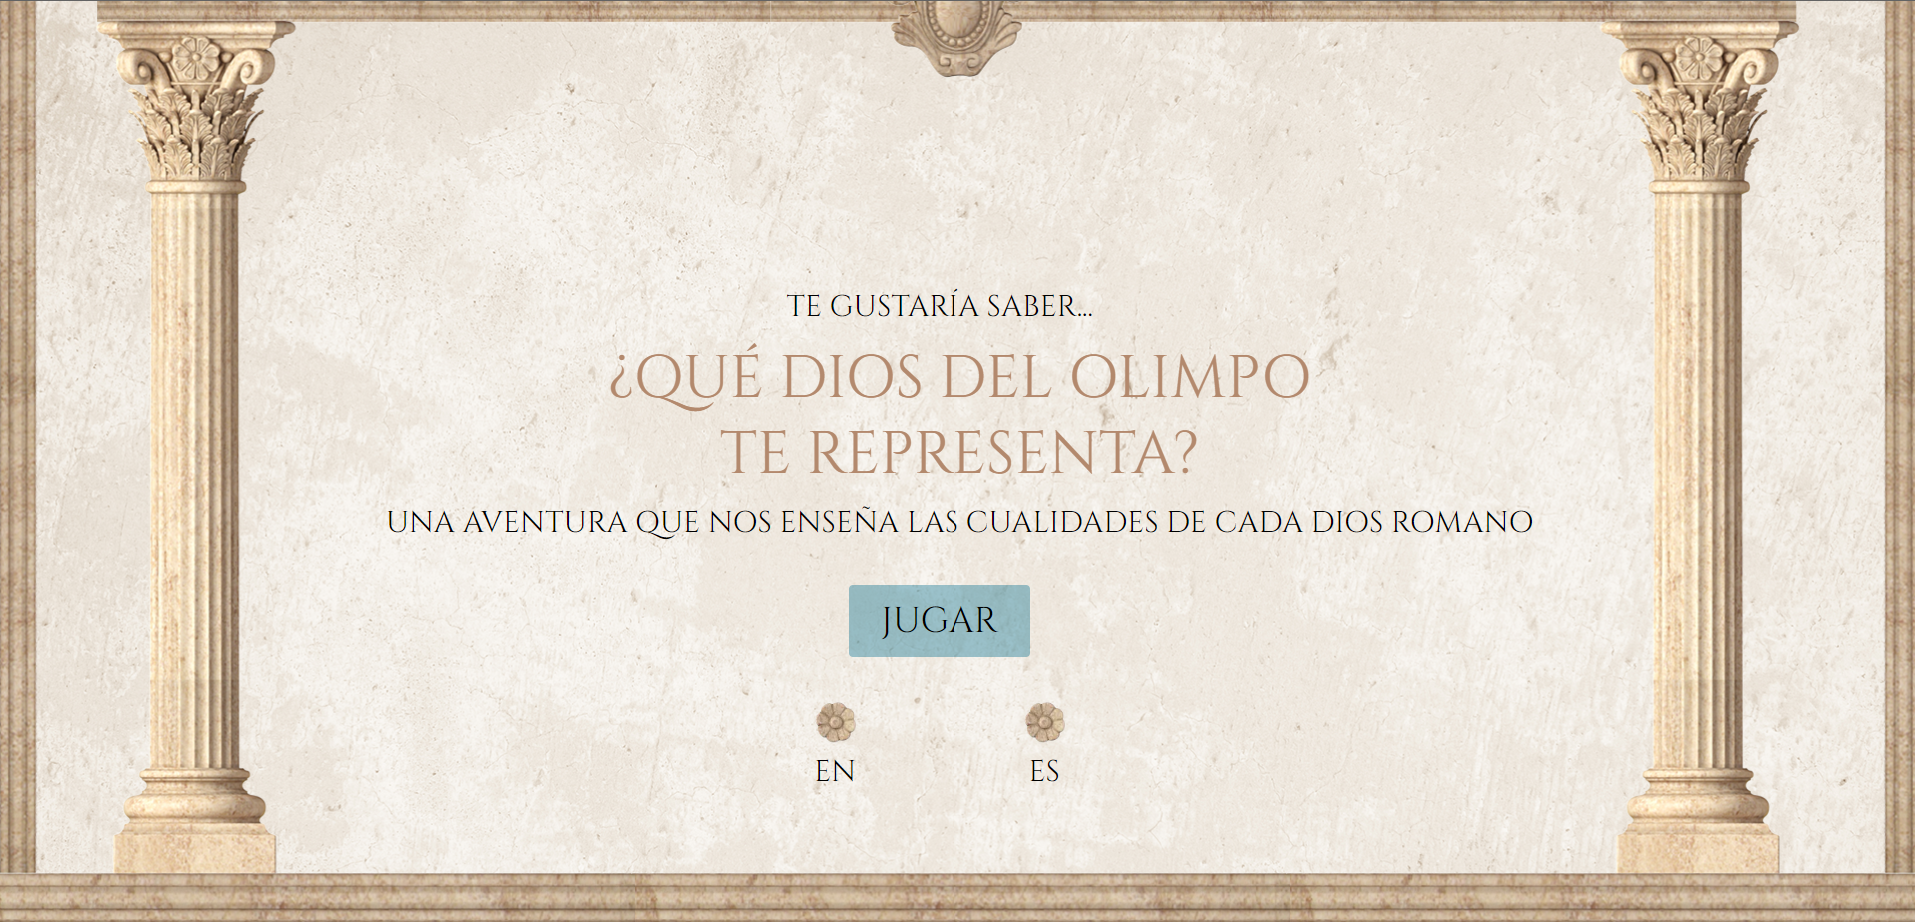 TE GUSTARÍA SABER...
¿QUÉ DIOS DEL OLIMPO
TE REPRESENTA?
UNA AVENTURA QUE NOS ENSEÑA LAS CUALIDADES DE CADA DIOS ROMANO
JUGAR
EN ES